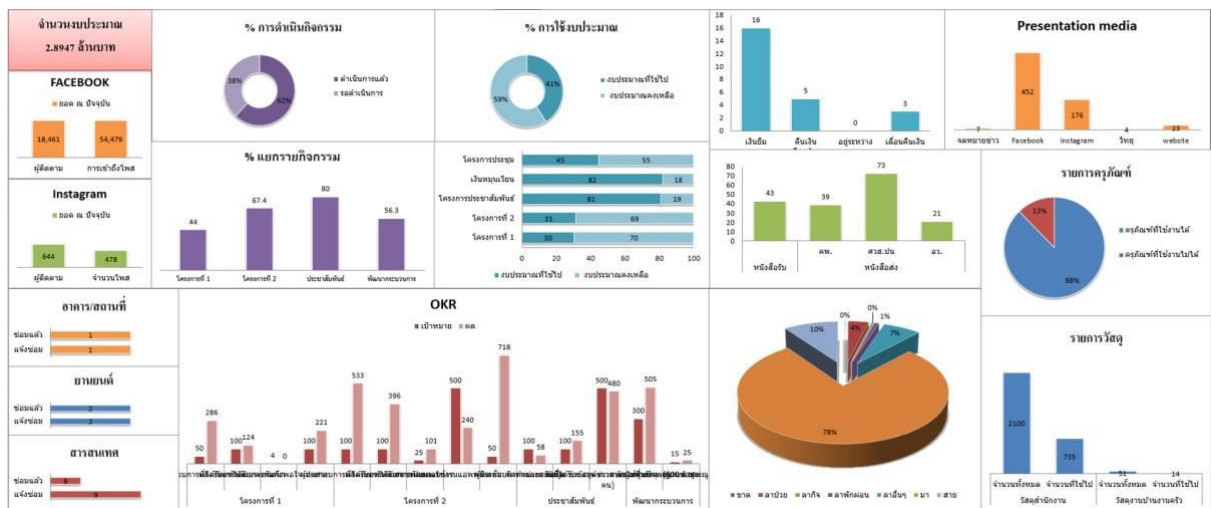 จำนวนงบประมาณ
2.8947 ล้านบาท
FACEBOOK
ยอด ณ ปัจจุบัน
18,461
54,479
ผู้ติดตาม
การเข้าถึงโพส
Instagram
ยอด ณ ปัจจุบัน
644
478
ผู้ติดตาม
จำนวนโพส
% การดำเนินกิจกรรม
38%
62%
ดำเนินการแล้ว
รอดำเนินการ
% การใช้งบประมาณ
59%
41%
งบประมาณที่ใช้ไป
งบประมาณคงเหลือ
% แยกรายกิจกรรม
44
67.4
80
56.3
โครงการที่ 1
โครงการที่ 2
ประชาสัมพันธ์
พัฒนากระบวนการ
โครงการประชุม
45
55
เงินหมุนเวียน
82
18
โครงการประชาสัมพันธ์
81
19
โครงการที่ 2
31
69
โครงการที่ 1
30
70
0
20
40
60
80
100
งบประมาณที่ใช้ไป
งบประมาณคงเหลือ
18
16
14
12
10
8
6
4
2
0
16
5
0
3
เงินยืม
คืนเงิน
อยู่ระหว่าง
เลื่อนคืนเงิน
Presentation media
7
452
176
4
23
จดหมายข่าว
Facebook
Instagram
วิทยุ
website
80
70
60
50
40
30
20
10
0
43
39
73
21
คพ.
สวส.ปน
อว.
หนังสือรับ
หนังสือส่ง
รายการครุภัณฑ์
12%
88%
ครุภัณฑ์ที่ใช้งานได้
ครุภัณฑ์ที่ใช้งานไม่ได้
อาคาร/สถานที่
ซ่อมแล้ว
1
แจ้งซ่อม
1
ยานยนต์
ซ่อมแล้ว
2
แจ้งซ่อม
2
สารสนเทศ
ซ่อมแล้ว
8
แจ้งซ่อม
9
OKR
เป้าหมาย
ผล
50
286
100
124
4
0
100
221
100
533
100
396
25
101
500
240
50
718
100
58
100
155
500
480
300
505
15
25
โครงการที่ 1
โครงการที่ 2
ประชาสัมพันธ์
พัฒนากระบวนการ
0%
4%
0%
1%
7%
78%
10%
ขาด
ลาป่วย
ลากิจ
ลาพักผ่อน
ลาอื่นๆ
มา
สาย
รายการวัสดุ
2100
735
51
14
จำนวนทั้งหมด
จำนวนที่ใช้ไป
จำนวนทั้งหมด
จำนวนที่ใช้ไป
วัสดุสำนักงาน
วัสดุงานบ้านงานครัว